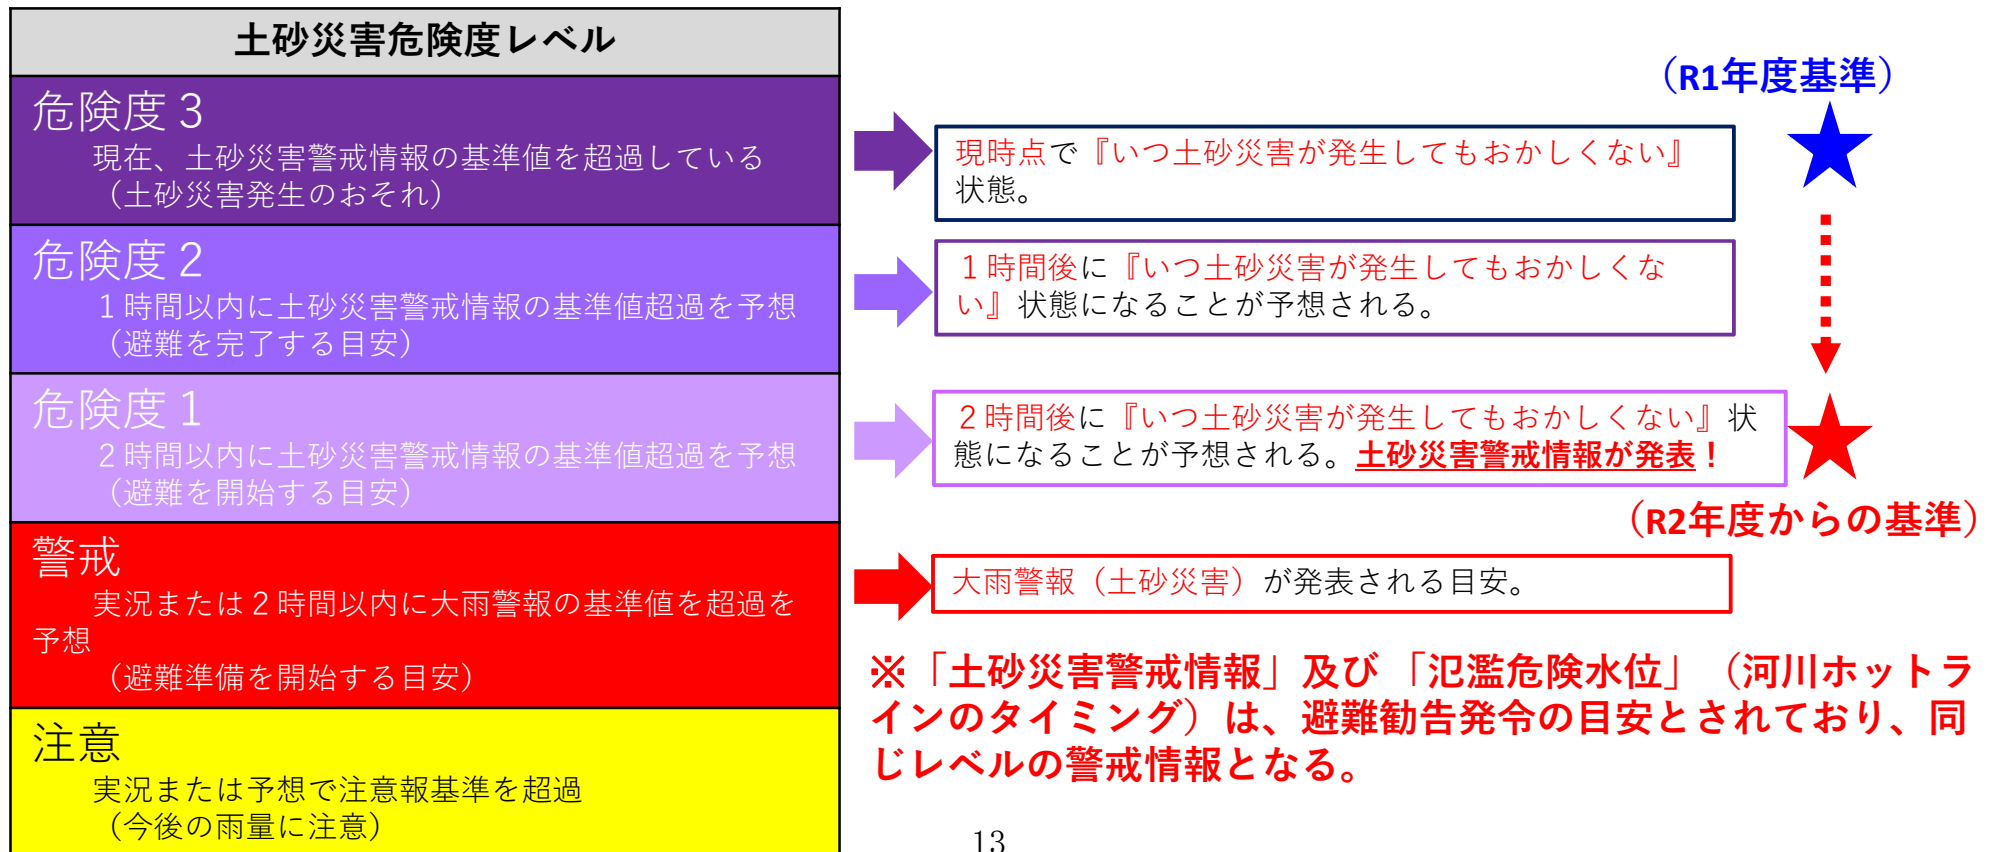 土砂災害危険度レベル
危険度３
現在、土砂災害警戒情報の基準値を超過している
（土砂災害発生のおそれ）
危険度２
１時間以内に土砂災害警戒情報の基準値超過を予想
（避難を完了する目安）
危険度１
２時間以内に土砂災害警戒情報の基準値超過を予想
（避難を開始する目安）
警戒
実況または２時間以内に大雨警報の基準値を超過を
予想
（避難準備を開始する目安）
注意
実況または予想で注意報基準を超過
（今後の雨量に注意）
（R1年度基準）
現時点で『いつ土砂災害が発生してもおかしくない』
状態。
１時間後に『いつ土砂災害が発生してもおかしくな
い』状態になることが予想される。
２時間後に『いつ土砂災害が発生してもおかしくない』状
態になることが予想される。土砂災害警戒情報が発表！
（R2年度からの基準）
大雨警報（土砂災害）が発表される目安。
※「土砂災害警戒情報」及び「氾濫危険水位」（河川ホットラ
インのタイミング）は、避難勧告発令の目安とされており、同
じレベルの警戒情報となる。
13